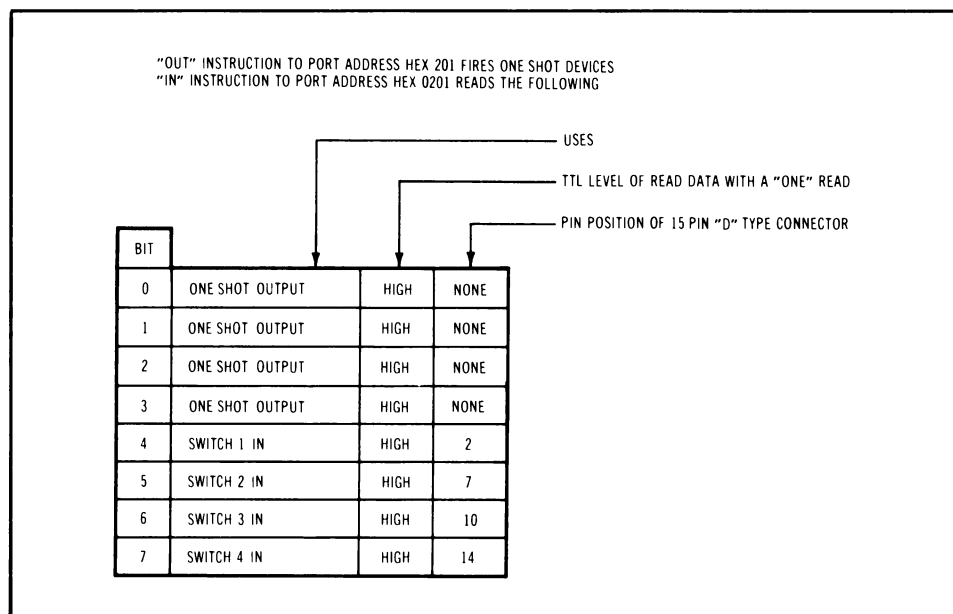 "OUT" INSTRUCTION TO PORT ADDRESS HEX 201 FIRES ONE SHOT DEVICES
"IN" INSTRUCTION TO PORT ADDRESS HEX 0201 READS THE FOLLOWING
USES
TTL LEVEL OF READ DATA WITH A "ONE" READ
PIN POSITION OF 15 PIN "D" TYPE CONNECTOR
BIT
0 ONE SHOT OUTPUT HIGH NONE
1 ONE SHOT OUTPUT HIGH NONE
2 ONE SHOT OUTPUT HIGH NONE
3 ONE SHOT OUTPUT HIGH NONE
4 SWITCH 1 IN HIGH 2
5 SWITCH 2 IN HIGH 7
6 SWITCH 3 IN HIGH 10
7 SWITCH 4 IN HIGH 14